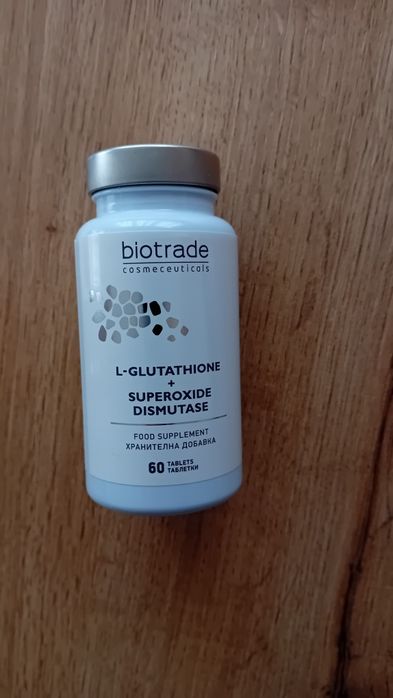 biotrade
cosmeceuticals
L-GLUTATHIONE
+
SUPEROXIDE
DISMUTASE
FOOD SUPPLEMENT
ХРАНИТЕЛНА ДОБАВКА
60 TABLETS
ТАБЛЕТКИ